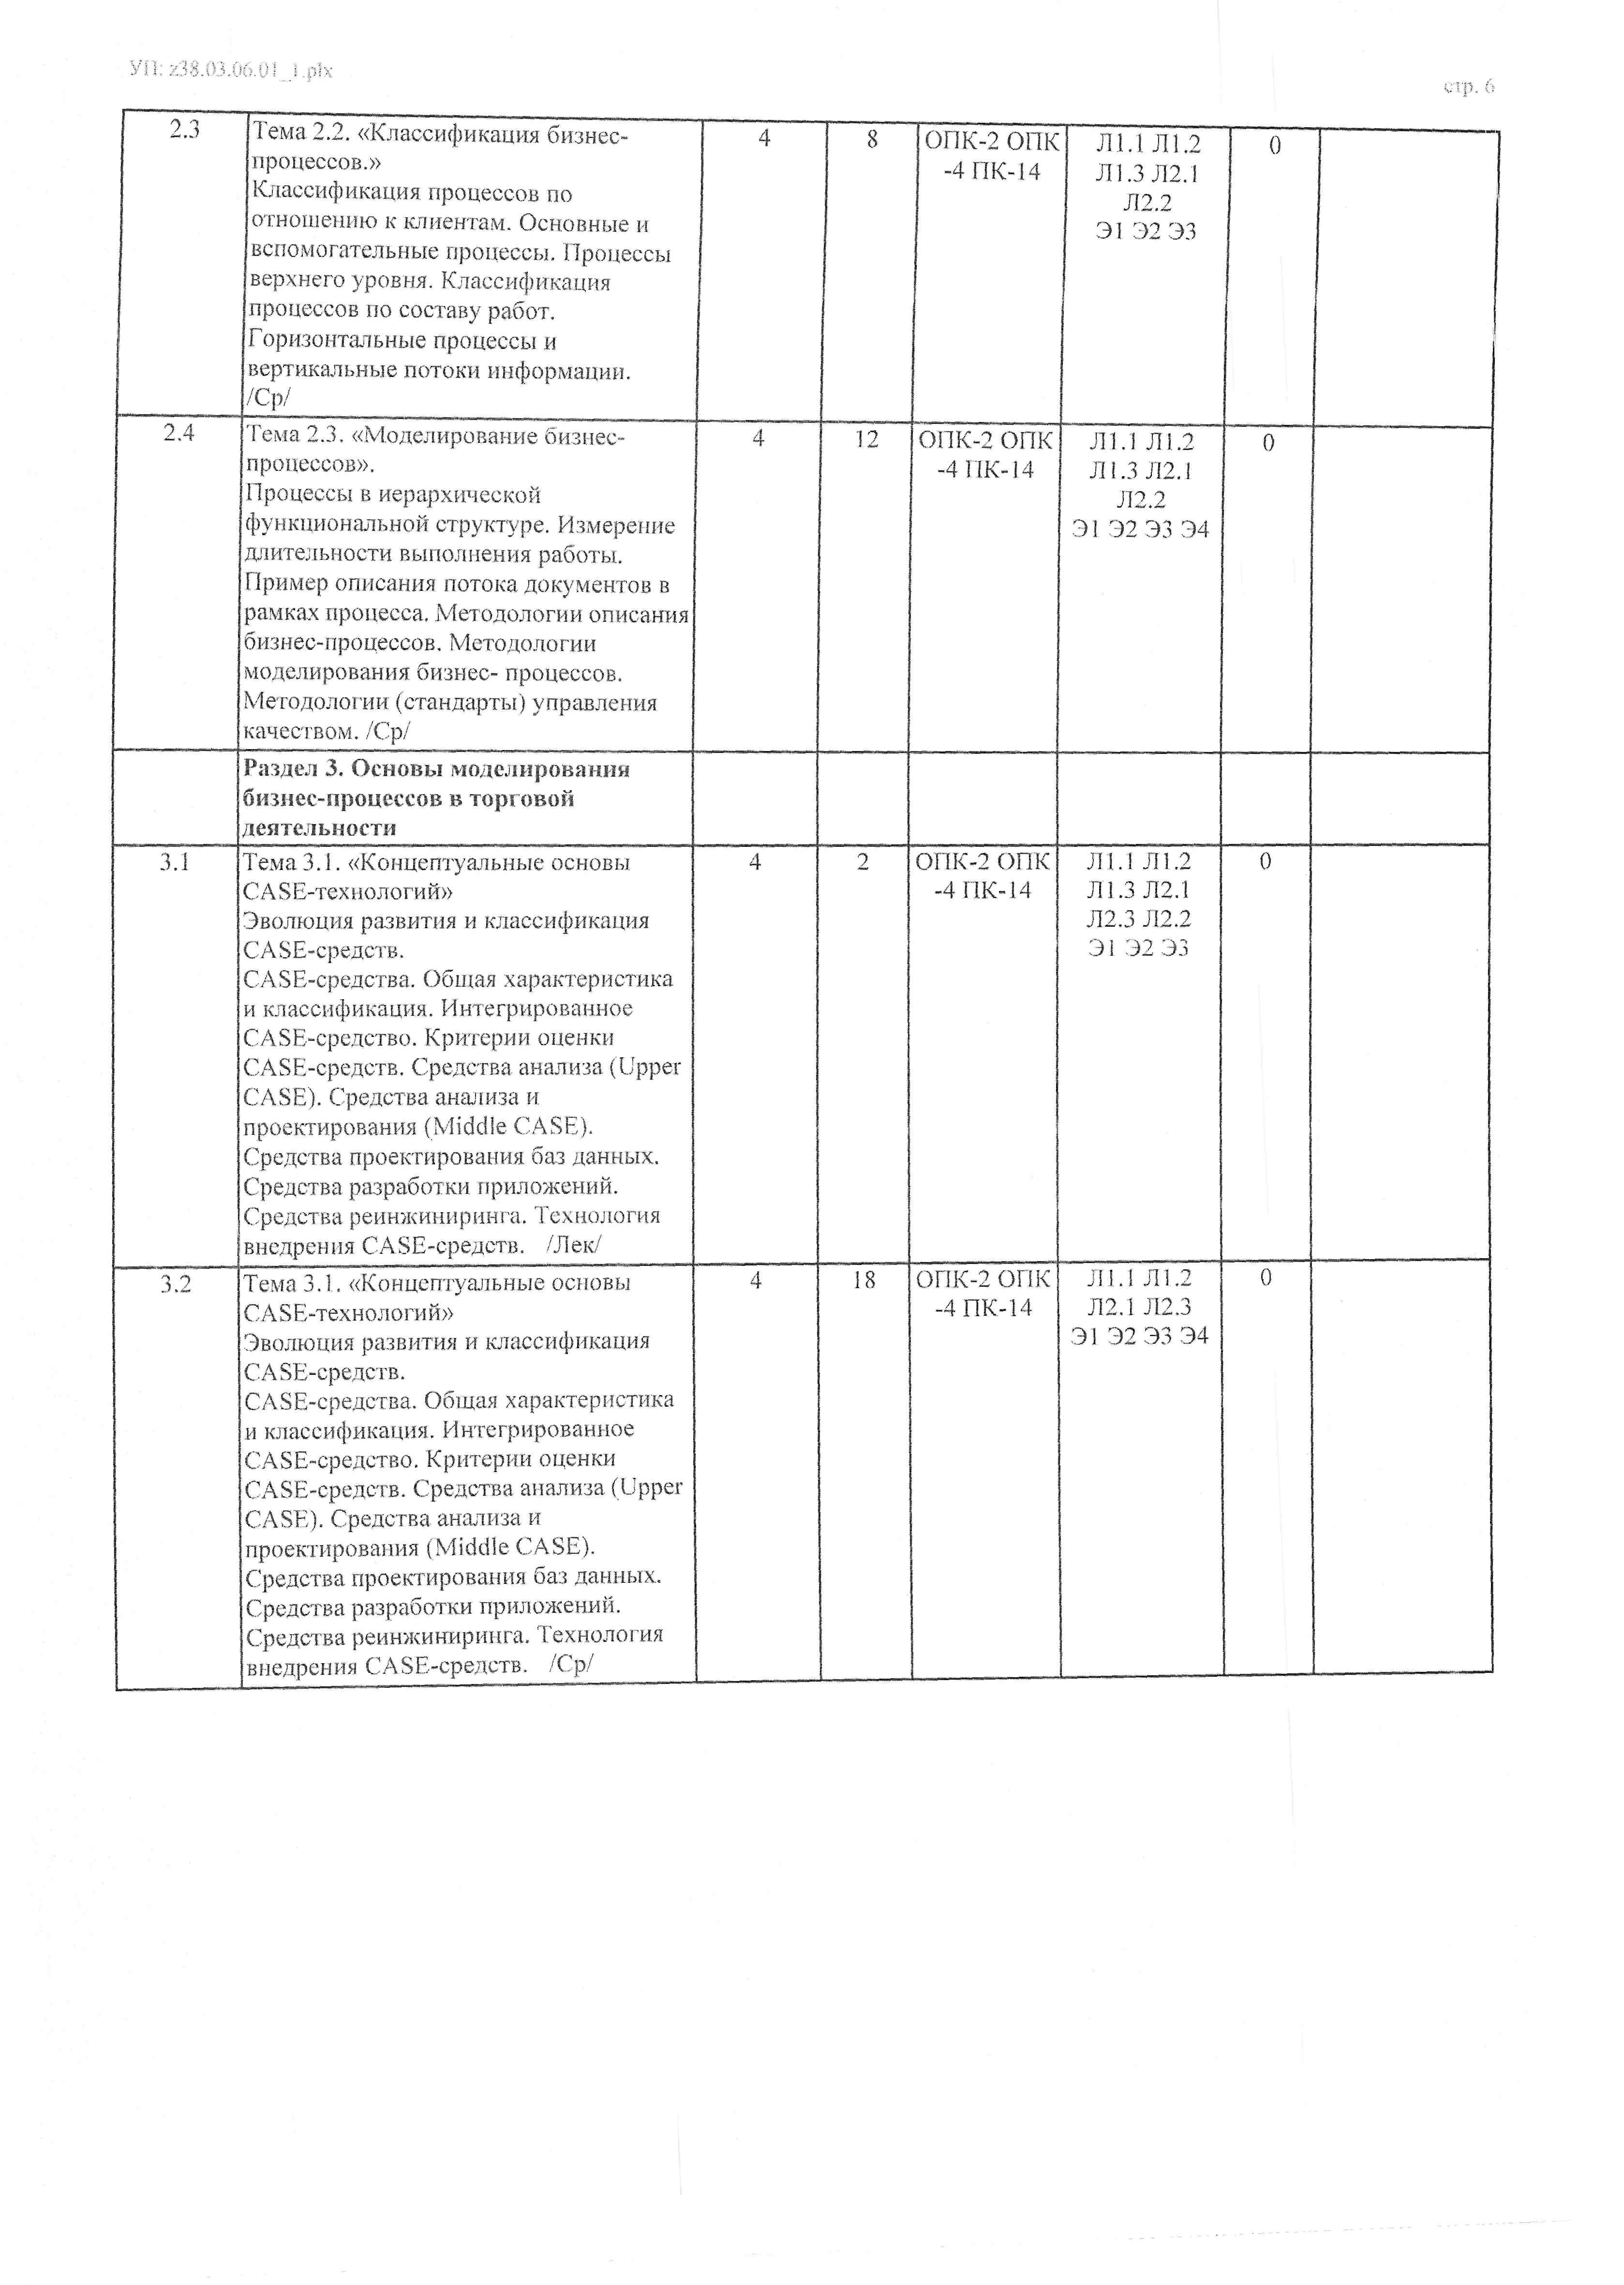 УП: z38.03.06.01_1.plx
стр. 6
2.3
Тема 2.2. «Классификация бизнес-
процессов.»
Классификация процессов по
отношению к клиентам. Основные и
вспомогательные процессы. Процессы
верхнего уровня. Классификация
процессов по составу работ.
Горизонтальные процессы и
вертикальные потоки информации.
/Ср/
4
8
ОПК-2 ОПК
-4 ПК-14
Л1.1 Л1.2
Л1.3 Л2.1
Л2.2
Э1 Э2 Э3
0
2.4
Тема 2.3. «Моделирование бизнес-
процессов».
Процессы в иерархической
функциональной структуре. Измерение
длительности выполнения работы.
Пример описания потока документов в
рамках процесса. Методологии описания
бизнес-процессов. Методологии
моделирования бизнес- процессов.
Методологии (стандарты) управления
качеством. /Ср/
4
12
ОПК-2 ОПК
-4 ПК-14
Л1.1 Л1.2
Л1.3 Л2.1
Л2.2
Э1 Э2 Э3 Э4
0
Раздел 3. Основы моделирования
бизнес-процессов в торговой
деятельности
3.1
Тема 3.1. «Концептуальные основы
CASE-технологий»
Эволюция развития и классификация
CASE-средств.
CASE-средства. Общая характеристика
и классификация. Интегрированное
CASE-средство. Критерии оценки
CASE-средств. Средства анализа (Upper
CASE). Средства анализа и
проектирования (Middle CASE).
Средства проектирования баз данных.
Средства разработки приложений.
Средства реинжиниринга. Технология
внедрения CASE-средств. /Лек/
4
2
ОПК-2 ОПК
-4 ПК-14
Л1.1 Л1.2
Л1.3 Л2.1
Л2.3 Л2.2
Э1 Э2 Э3
0
3.2
Тема 3.1. «Концептуальные основы
CASE-технологий»
Эволюция развития и классификация
CASE-средств.
CASE-средства. Общая характеристика
и классификация. Интегрированное
CASE-средство. Критерии оценки
CASE-средств. Средства анализа (Upper
CASE). Средства анализа и
проектирования (Middle CASE).
Средства проектирования баз данных.
Средства разработки приложений.
Средства реинжиниринга. Технология
внедрения CASE-средств. /Ср/
4
18
ОПК-2 ОПК
-4 ПК-14
Л1.1 Л1.2
Л2.1 Л2.3
Э1 Э2 Э3 Э4
0